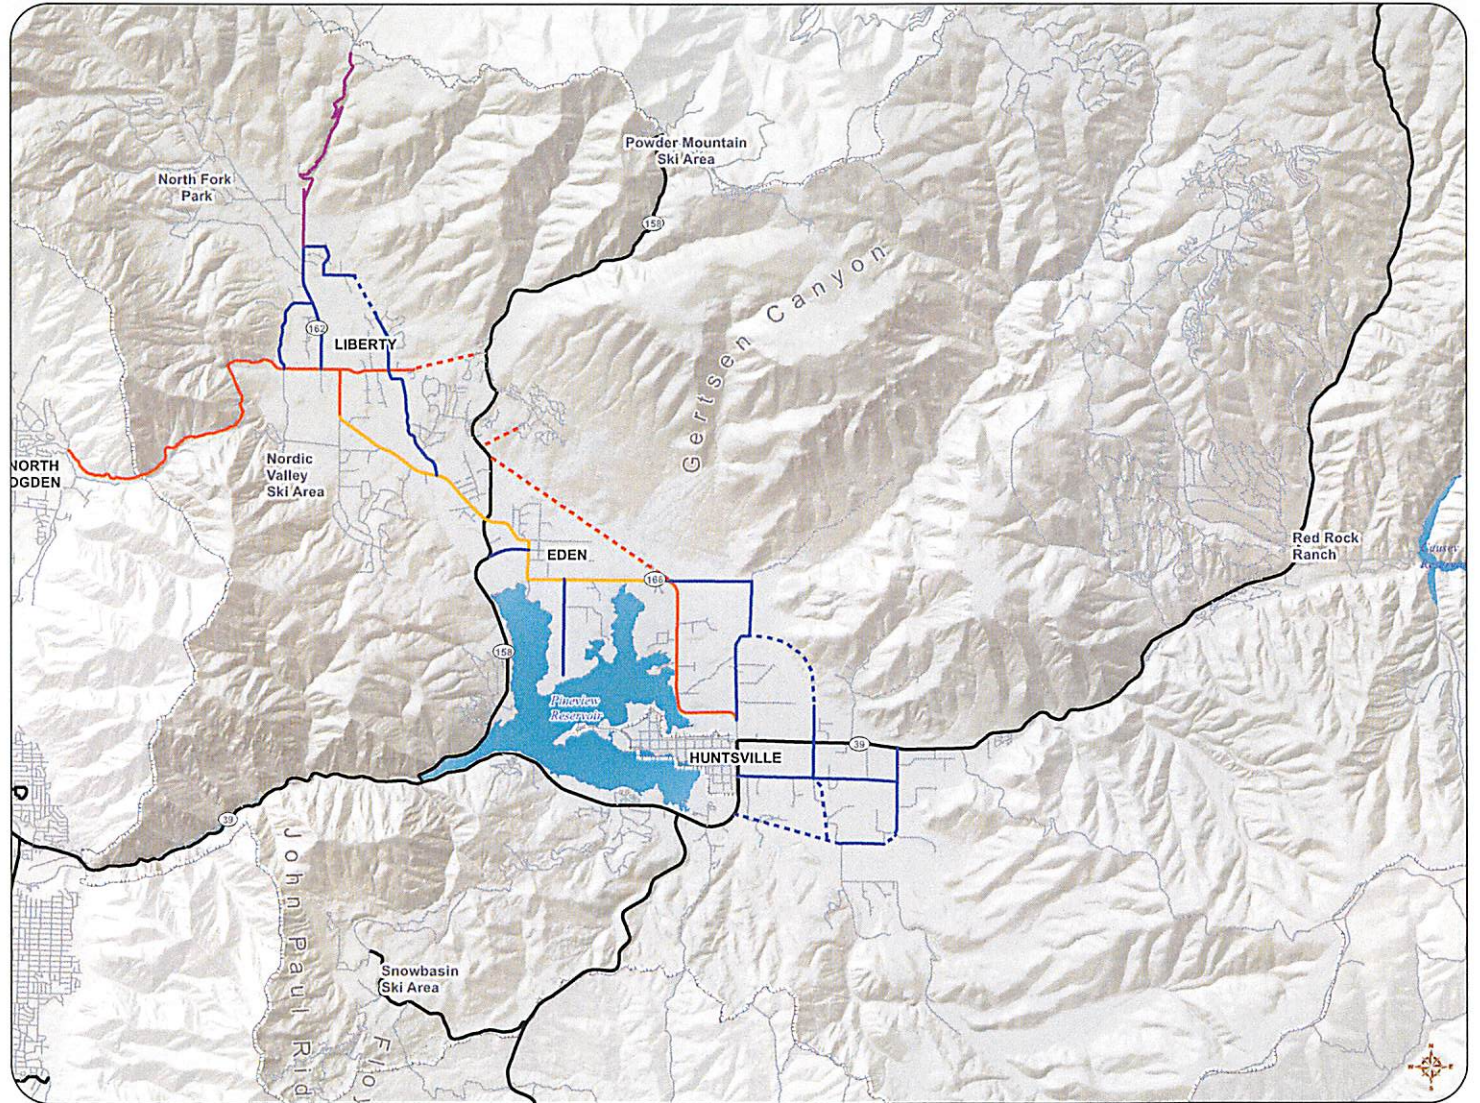 Powder Mountain
Ski Area
North Fork
Park
158
Gertsen Canyon
162
LIBERTY
NORTH
OGDEN
Nordic
Valley
Ski Area
Red Rock
Ranch
EDEN
166
158
Pineview
Reservoir
39
HUNTSVILLE
39
John Paul Rid
Snowbasin
Ski Area
Flo
N
S